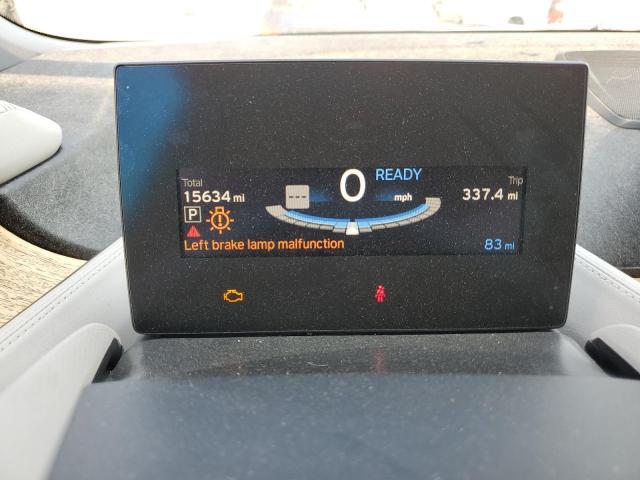 READY
Total
0
Trip
15634 mi
---
mph
337.4 mi
P
Left brake lamp malfunction
83 mi